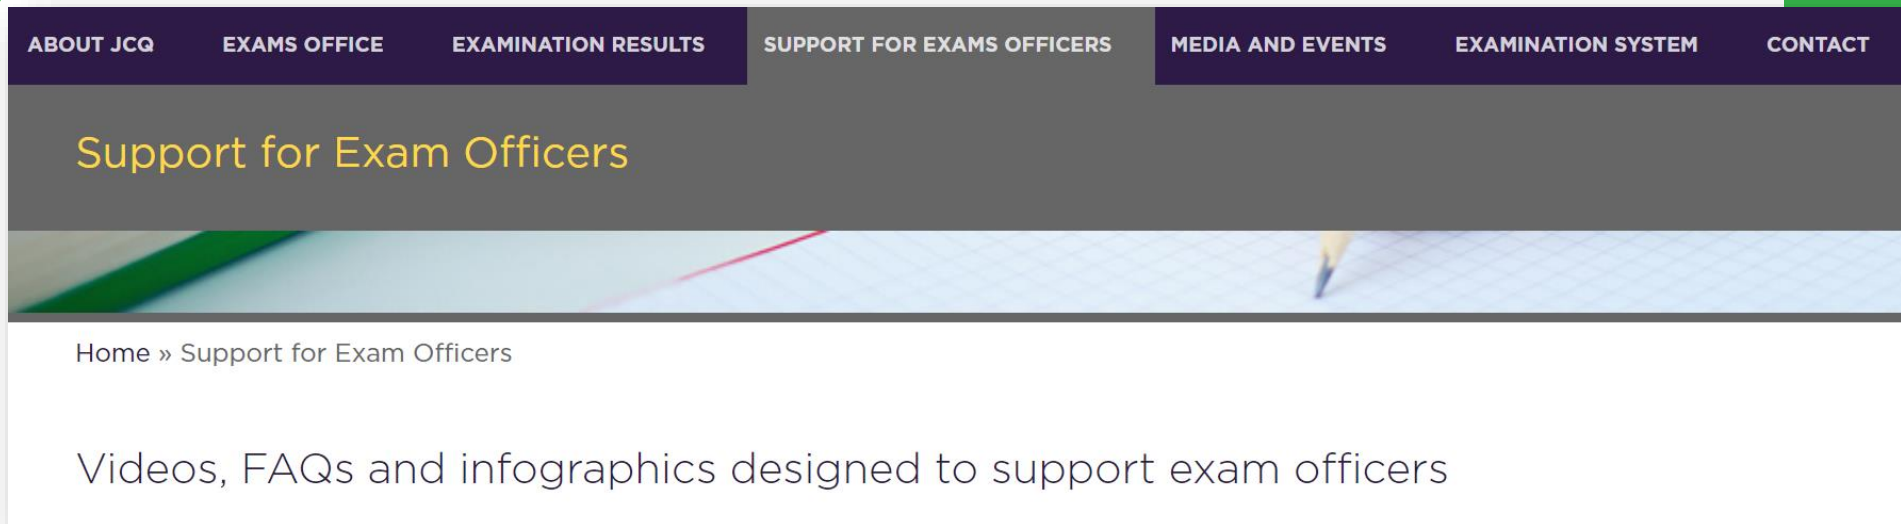 ABOUT JCQ EXAMS OFFICE EXAMINATION RESULTS SUPPORT FOR EXAMS OFFICERS MEDIA AND EVENTS EXAMINATION SYSTEM CONTACT
Support for Exam Officers
Home » Support for Exam Officers
Videos, FAQs and infographics designed to support exam officers